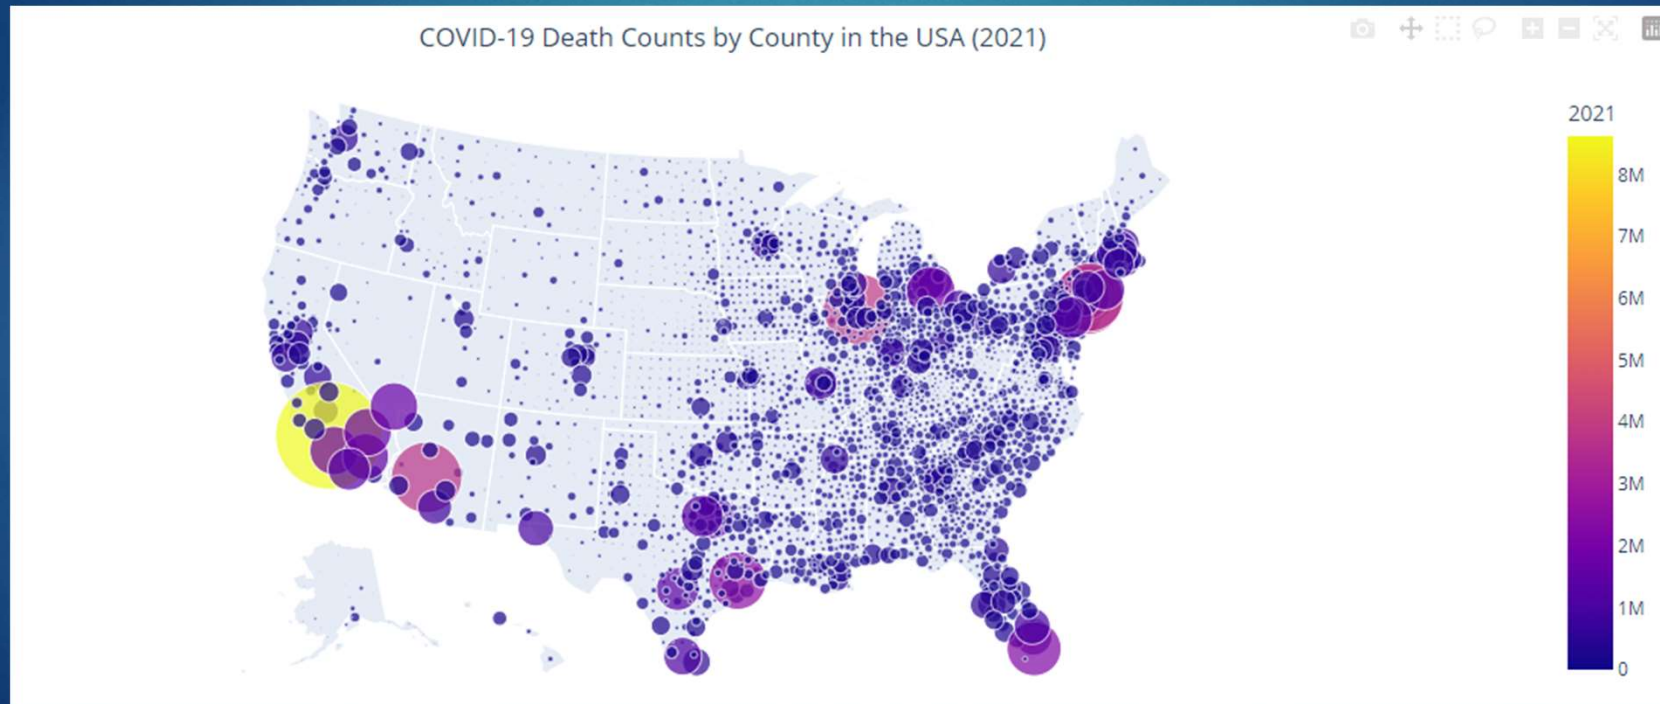 COVID-19 Death Counts by County in the USA (2021)
2021
8M
7M
6M
5M
4M
3M
2M
1M
0